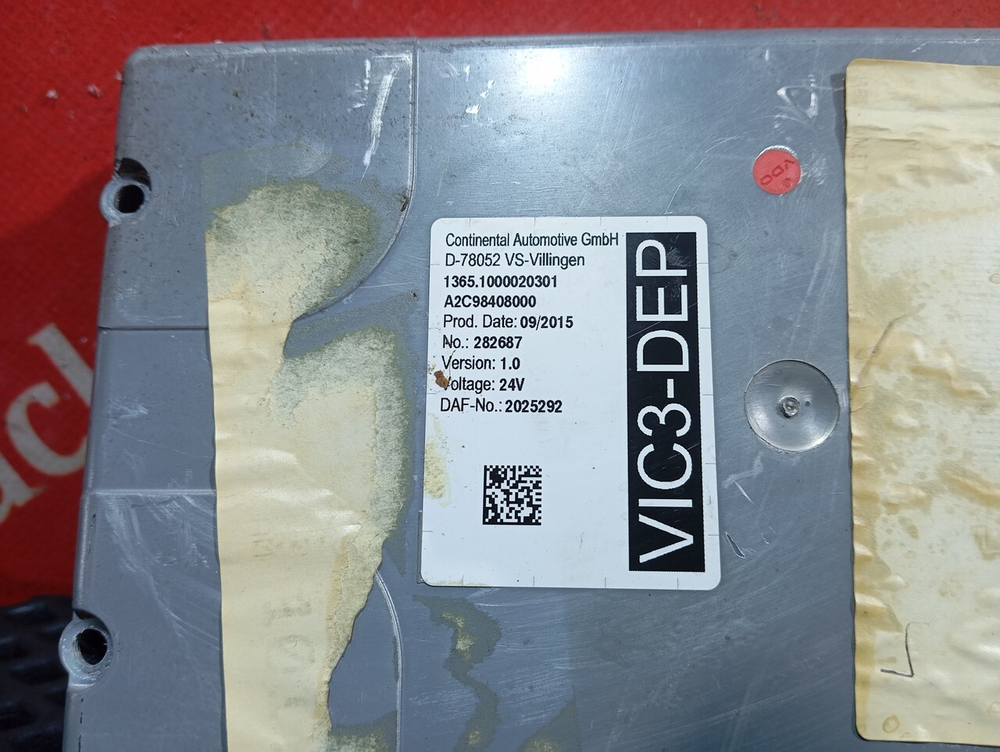 Continental Automotive GmbH
D-78052 VS-Villingen
1365.1000020301
A2C98408000
Prod. Date: 09/2015
No.: 282687
Version: 1.0
Voltage: 24V
DAF-No.: 2025292
VIC3-DEP
VDO